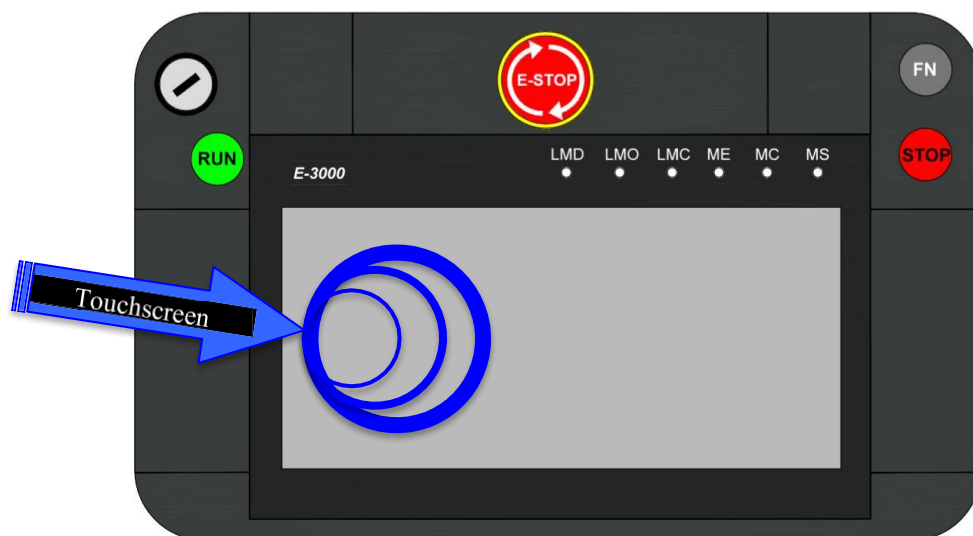 E-STOP
FN
RUN
STOP
LMD LMO LMC ME MC MS
E-3000
Touchscreen